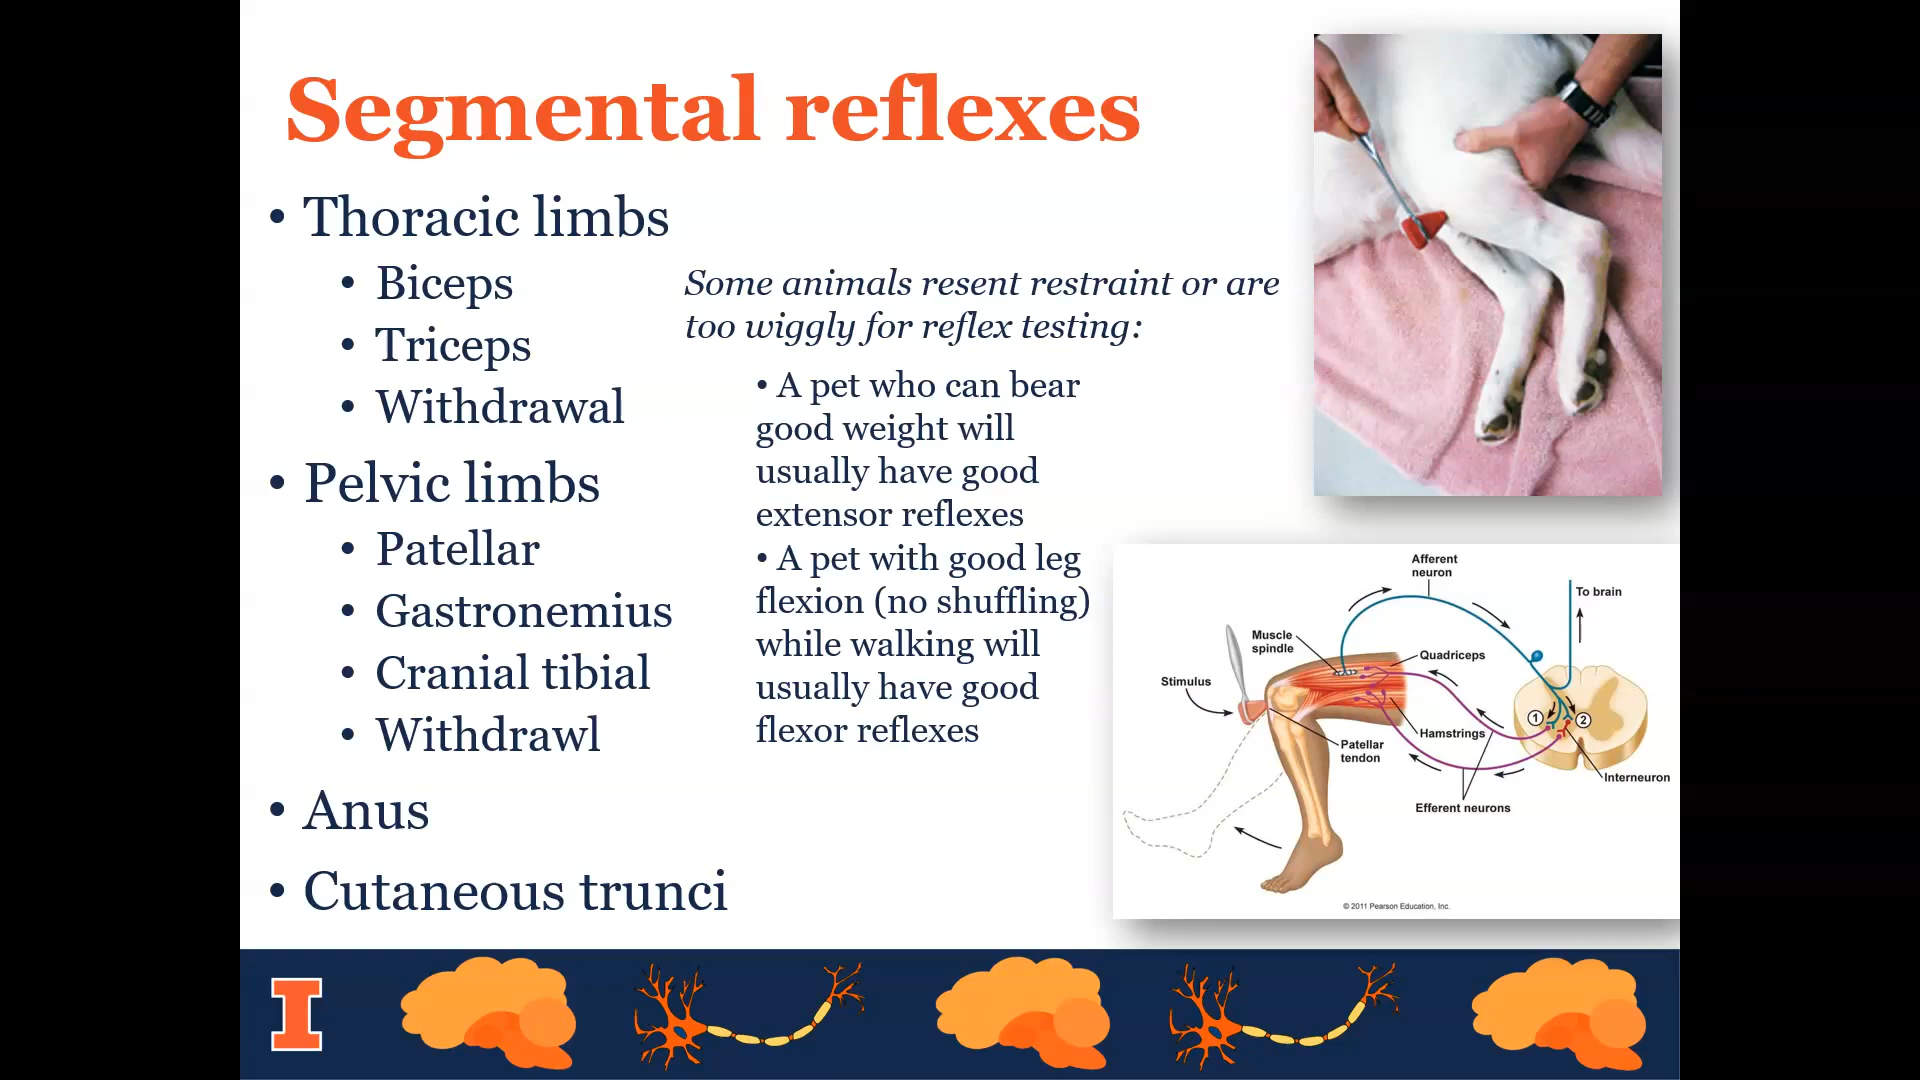 Segmental reflexes
• Thoracic limbs
• Biceps
• Triceps
• Withdrawal
• Pelvic limbs
• Patellar
• Gastronemius
• Cranial tibial
• Withdrawl
• Anus
• Cutaneous trunci
Some animals resent restraint or are
too wiggly for reflex testing:
• A pet who can bear
good weight will
usually have good
extensor reflexes
• A pet with good leg
flexion (no shuffling)
while walking will
usually have good
flexor reflexes
Afferent
neuron
To brain
Muscle
spindle
Quadriceps
Stimulus
1
2
Hamstrings
Patellar
tendon
Interneuron
Efferent neurons
© 2011 Pearson Education, Inc.
I